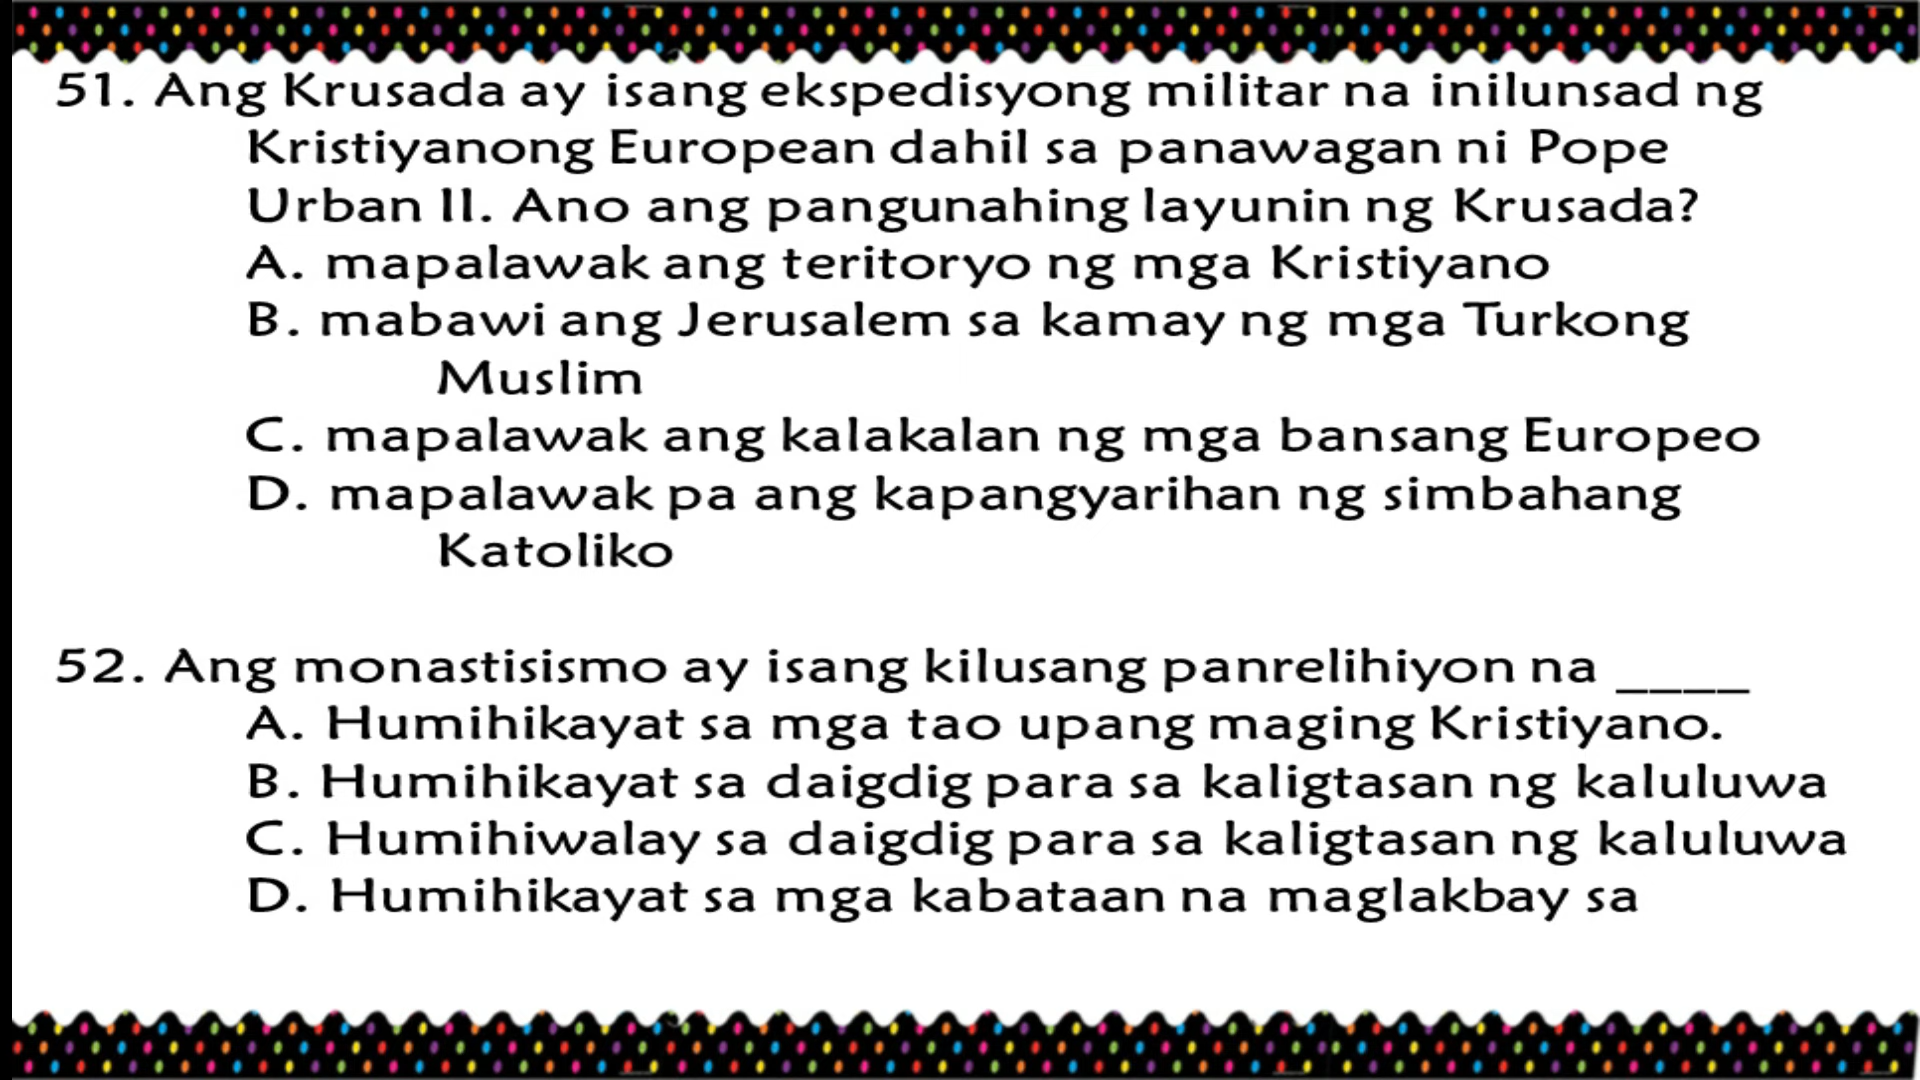 51. Ang Krusada ay isang ekspedisyong militar na inilunsad ng
Kristiyanong European dahil sa panawagan ni Pope
Urban II. Ano ang pangunahing layunin ng Krusada?
A. mapalawak ang teritoryo ng mga Kristiyano
B. mabawi ang Jerusalem sa kamay ng mga Turkong
Muslim
C. mapalawak ang kalakalan ng mga bansang Europeo
D. mapalawak pa ang kapangyarihan ng simbahang
Katoliko
52. Ang monastisismo ay isang kilusang panrelihiyon na ____
A. Humihikayat sa mga tao upang maging Kristiyano.
B. Humihikayat sa daigdig para sa kaligtasan ng kaluluwa
C. Humihiwalay sa daigdig para sa kaligtasan ng kaluluwa
D. Humihikayat sa mga kabataan na maglakbay sa